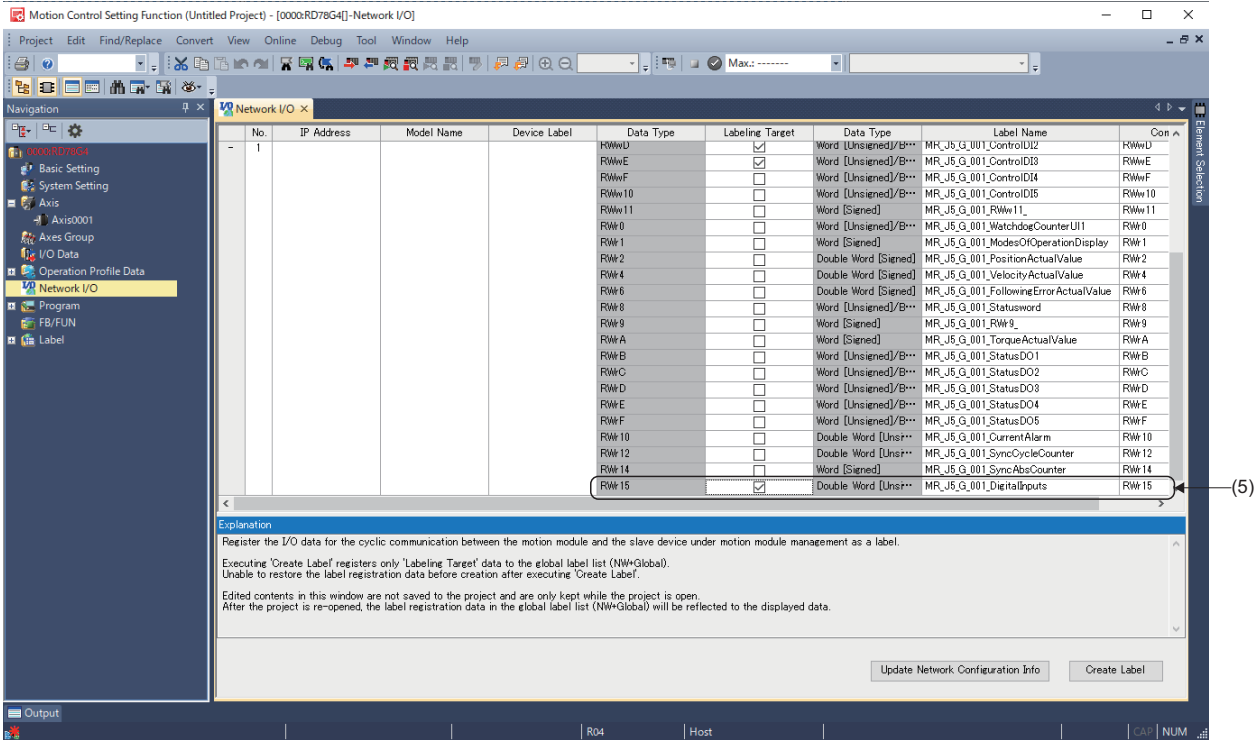 Motion Control Setting Function (Untitled Project) - [0000:RD78G4[]-Network I/O]
Project Edit Find/Replace Convert View Online Debug Tool Window Help
Max.: -------
Navigation
Network I/O
0000:RD78G4
Basic Setting
System Setting
Axis
Axis0001
Axes Group
I/O Data
Operation Profile Data
Network I/O
Program
FB/FUN
Label
No. IP Address Model Name Device Label Data Type Labeling Target Data Type Label Name Con
1
RWwD Word [Unsigned]/B··· MR_J5_G_001_ControlDI2 RWwD
RWwE Word [Unsigned]/B··· MR_J5_G_001_ControlDI3 RWwE
RWwF Word [Unsigned]/B··· MR_J5_G_001_ControlDI4 RWwF
RWw10 Word [Unsigned]/B··· MR_J5_G_001_ControlDI5 RWw10
RWw11 Word [Signed] MR_J5_G_001_RWw11_ RWw11
RWr0 Word [Unsigned]/B··· MR_J5_G_001_WatchdogCounterUl1 RWr0
RWr1 Word [Signed] MR_J5_G_001_ModesOfOperationDisplay RWr1
RWr2 Double Word [Signed] MR_J5_G_001_PositionActualValue RWr2
RWr4 Double Word [Signed] MR_J5_G_001_VelocityActualValue RWr4
RWr6 Double Word [Signed] MR_J5_G_001_FollowingErrorActualValue RWr6
RWr8 Word [Unsigned]/B··· MR_J5_G_001_Statusword RWr8
RWr9 Word [Signed] MR_J5_G_001_RWr9_ RWr9
RWrA Word [Signed] MR_J5_G_001_TorqueActualValue RWrA
RWrB Word [Unsigned]/B··· MR_J5_G_001_StatusDO1 RWrB
RWrC Word [Unsigned]/B··· MR_J5_G_001_StatusDO2 RWrC
RWrD Word [Unsigned]/B··· MR_J5_G_001_StatusDO3 RWrD
RWrE Word [Unsigned]/B··· MR_J5_G_001_StatusDO4 RWrE
RWrF Word [Unsigned]/B··· MR_J5_G_001_StatusDO5 RWrF
RWr10 Double Word [Unsi··· MR_J5_G_001_CurrentAlarm RWr10
RWr12 Double Word [Unsi··· MR_J5_G_001_SyncCycleCounter RWr12
RWr14 Word [Signed] MR_J5_G_001_SyncAbsCounter RWr14
RWr15 Double Word [Unsi··· MR_J5_G_001_DigitalInputs RWr15
(5)
Element Selection
Explanation
Register the I/O data for the cyclic communication between the motion module and the slave device under motion module management as a label.
Executing 'Create Label' registers only 'Labeling Target' data to the global label list (NW+Global).
Unable to restore the label registration data before creation after executing 'Create Label'.
Edited contents in this window are not saved to the project and are only kept while the project is open.
After the project is re-opened, the label registration data in the global label list (NW+Global) will be reflected to the displayed data.
Update Network Configuration Info Create Label
Output
R04 Host CAP NUM